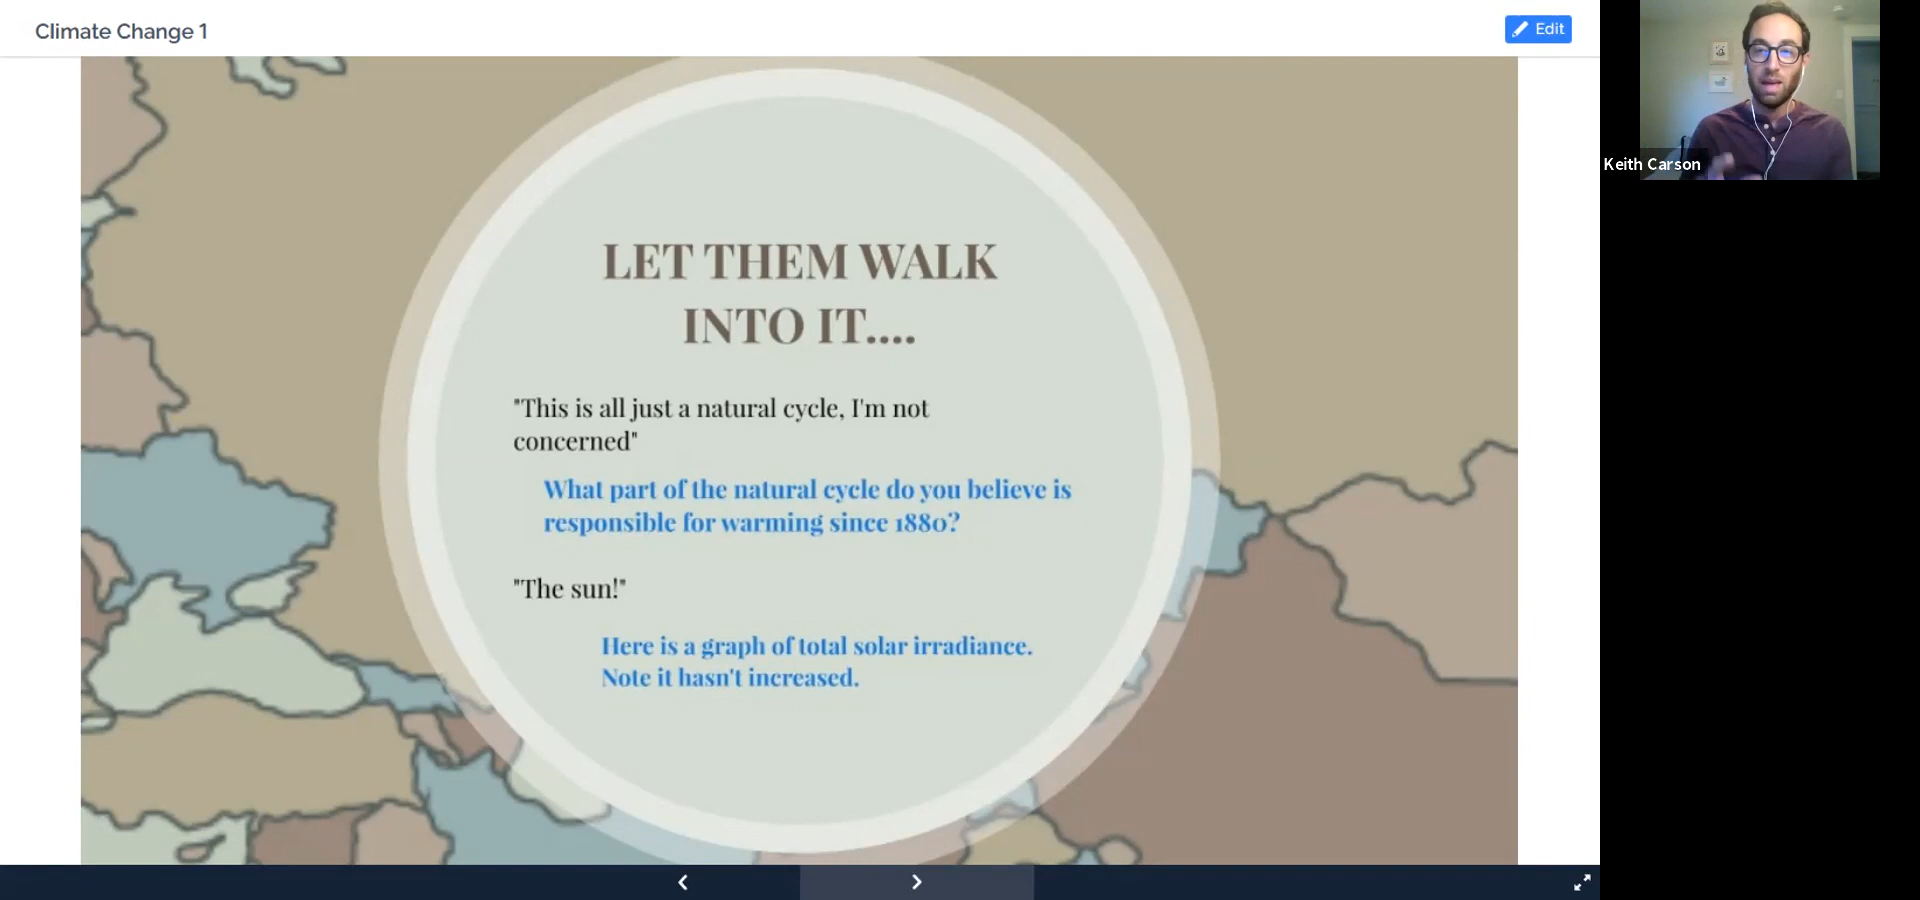 Climate Change 1
Edit
Keith Carson
LET THEM WALK
INTO IT....
"This is all just a natural cycle, I'm not
concerned"
What part of the natural cycle do you believe is
responsible for warming since 1880?
"The sun!"
Here is a graph of total solar irradiance.
Note it hasn't increased.